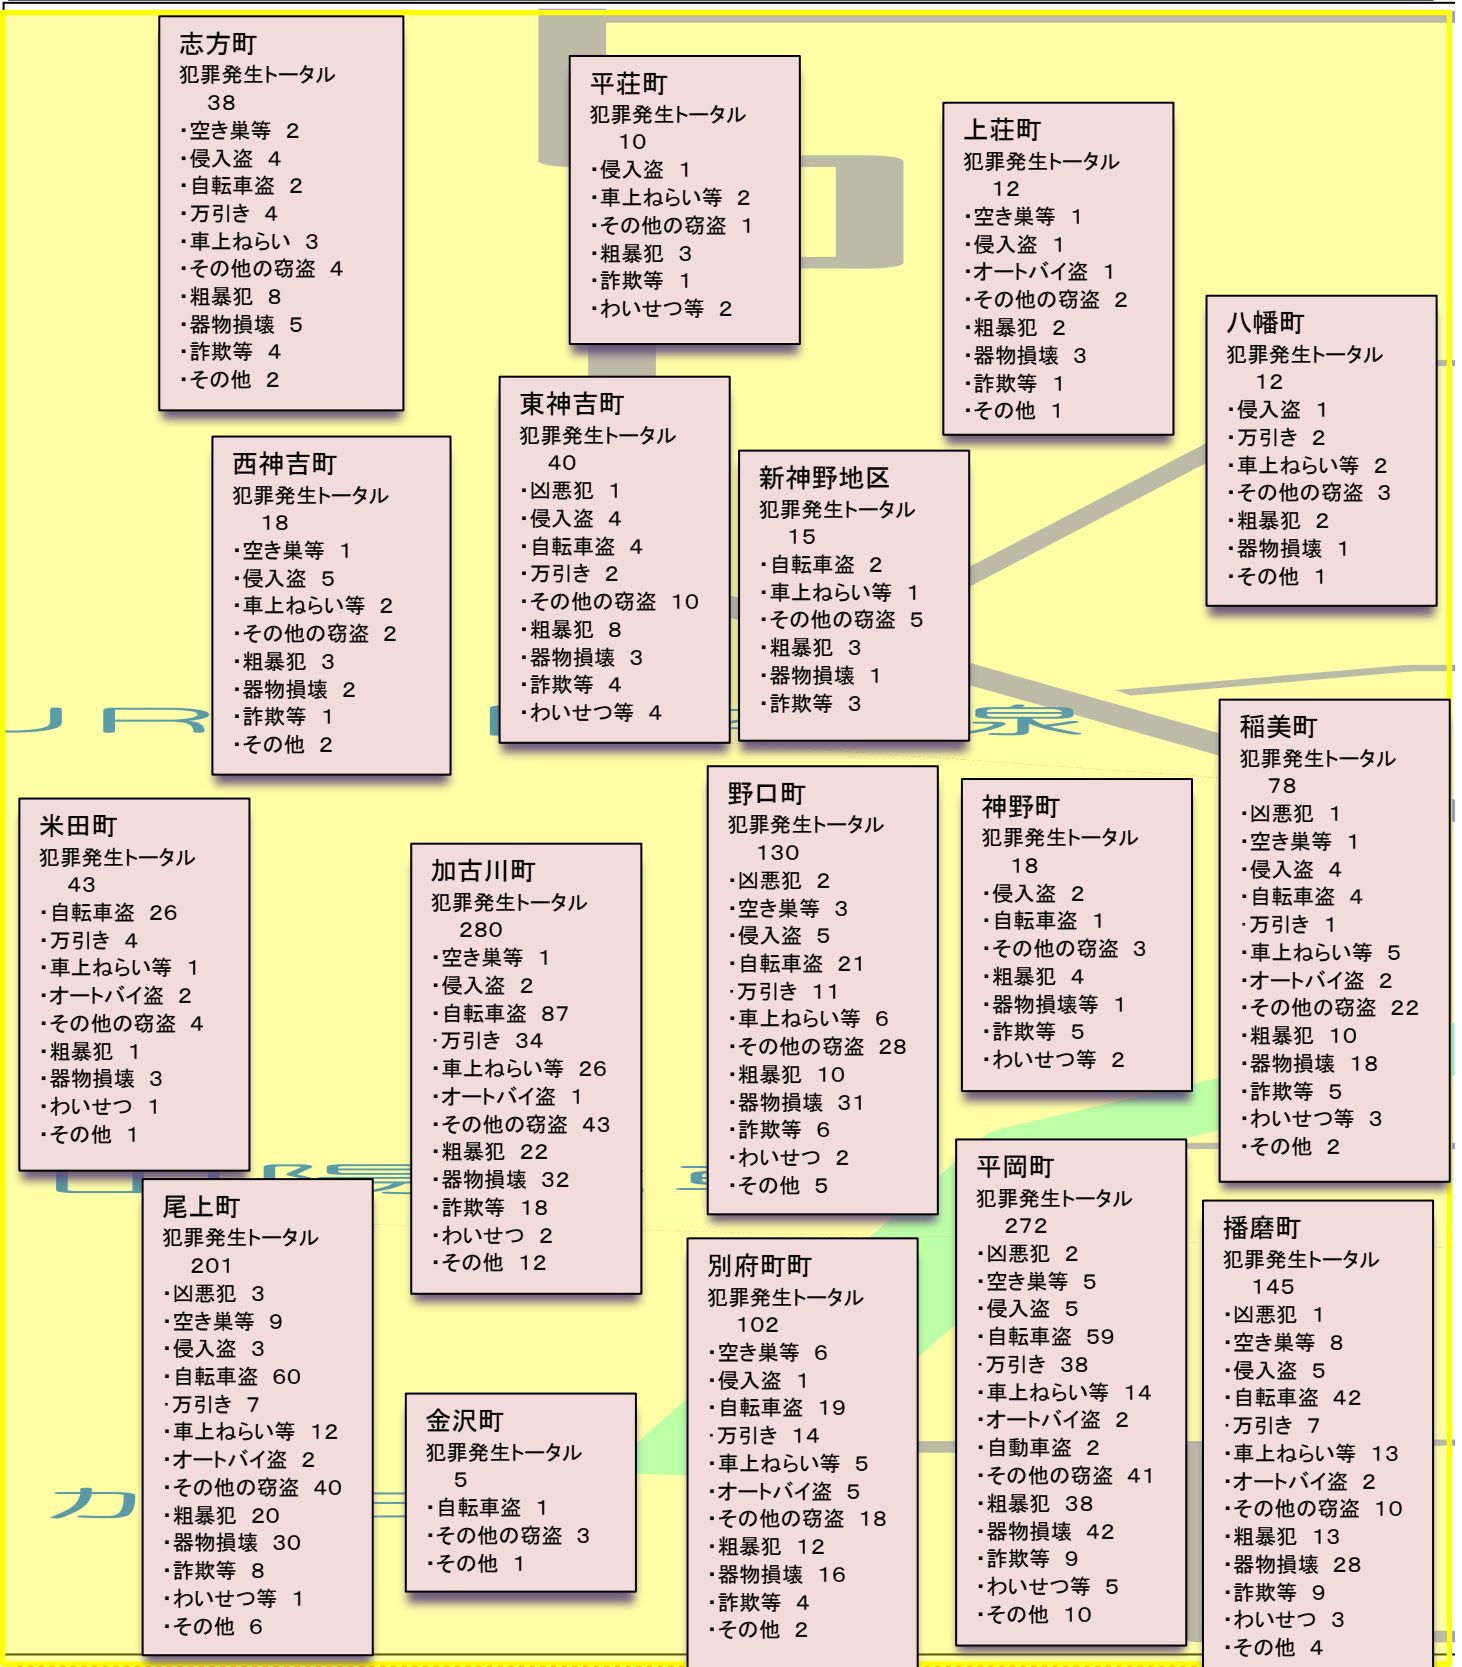 志方町
犯罪発生トータル
38
・空き巣等 2
・侵入盗 4
・自転車盗 2
・万引き 4
・車上ねらい 3
・その他の窃盗 4
・粗暴犯 8
・器物損壊 5
・詐欺等 4
・その他 2
平荘町
犯罪発生トータル
10
・侵入盗 1
・車上ねらい等 2
・その他の窃盗 1
・粗暴犯 3
・詐欺等 1
・わいせつ等 2
上荘町
犯罪発生トータル
12
・空き巣等 1
・侵入盗 1
・オートバイ盗 1
・その他の窃盗 2
・粗暴犯 2
・器物損壊 3
・詐欺等 1
・その他 1
八幡町
犯罪発生トータル
12
・侵入盗 1
・万引き 2
・車上ねらい等 2
・その他の窃盗 3
・粗暴犯 2
・器物損壊 1
・その他 1
西神吉町
犯罪発生トータル
18
・空き巣等 1
・侵入盗 5
・車上ねらい等 2
・その他の窃盗 2
・粗暴犯 3
・器物損壊 2
・詐欺等 1
・その他 2
東神吉町
犯罪発生トータル
40
・凶悪犯 1
・侵入盗 4
・自転車盗 4
・万引き 2
・その他の窃盗 10
・粗暴犯 8
・器物損壊 3
・詐欺等 4
・わいせつ等 4
新神野地区
犯罪発生トータル
15
・自転車盗 2
・車上ねらい等 1
・その他の窃盗 5
・粗暴犯 3
・器物損壊 1
・詐欺等 3
JR
稲美町
犯罪発生トータル
78
・凶悪犯 1
・空き巣等 1
・侵入盗 4
・自転車盗 4
・万引き 1
・車上ねらい等 5
・オートバイ盗 2
・その他の窃盗 22
・粗暴犯 10
・器物損壊 18
・詐欺等 5
・わいせつ等 3
・その他 2
米田町
犯罪発生トータル
43
・自転車盗 26
・万引き 4
・車上ねらい等 1
・オートバイ盗 2
・その他の窃盗 4
・粗暴犯 1
・器物損壊 3
・わいせつ 1
・その他 1
加古川町
犯罪発生トータル
280
・空き巣等 1
・侵入盗 2
・自転車盗 87
・万引き 34
・車上ねらい等 26
・オートバイ盗 1
・その他の窃盗 43
・粗暴犯 22
・器物損壊 32
・詐欺等 18
・わいせつ 2
・その他 12
野口町
犯罪発生トータル
130
・凶悪犯 2
・空き巣等 3
・侵入盗 5
・自転車盗 21
・万引き 11
・車上ねらい等 6
・その他の窃盗 28
・粗暴犯 10
・器物損壊 31
・詐欺等 6
・わいせつ 2
・その他 5
神野町
犯罪発生トータル
18
・侵入盗 2
・自転車盗 1
・その他の窃盗 3
・粗暴犯 4
・器物損壊等 1
・詐欺等 5
・わいせつ等 2
尾上町
犯罪発生トータル
201
・凶悪犯 3
・空き巣等 9
・侵入盗 3
・自転車盗 60
・万引き 7
・車上ねらい等 12
・オートバイ盗 2
・その他の窃盗 40
・粗暴犯 20
・器物損壊 30
・詐欺等 8
・わいせつ等 1
・その他 6
金沢町
犯罪発生トータル
5
・自転車盗 1
・その他の窃盗 3
・その他 1
別府町町
犯罪発生トータル
102
・空き巣等 6
・侵入盗 1
・自転車盗 19
・万引き 14
・車上ねらい等 5
・オートバイ盗 5
・その他の窃盗 18
・粗暴犯 12
・器物損壊 16
・詐欺等 4
・その他 2
平岡町
犯罪発生トータル
272
・凶悪犯 2
・空き巣等 5
・侵入盗 5
・自転車盗 59
・万引き 38
・車上ねらい等 14
・オートバイ盗 2
・自動車盗 2
・その他の窃盗 41
・粗暴犯 38
・器物損壊 42
・詐欺等 9
・わいせつ等 5
・その他 10
播磨町
犯罪発生トータル
145
・凶悪犯 1
・空き巣等 8
・侵入盗 5
・自転車盗 42
・万引き 7
・車上ねらい等 13
・オートバイ盗 2
・その他の窃盗 10
・粗暴犯 13
・器物損壊 28
・詐欺等 9
・わいせつ 3
・その他 4